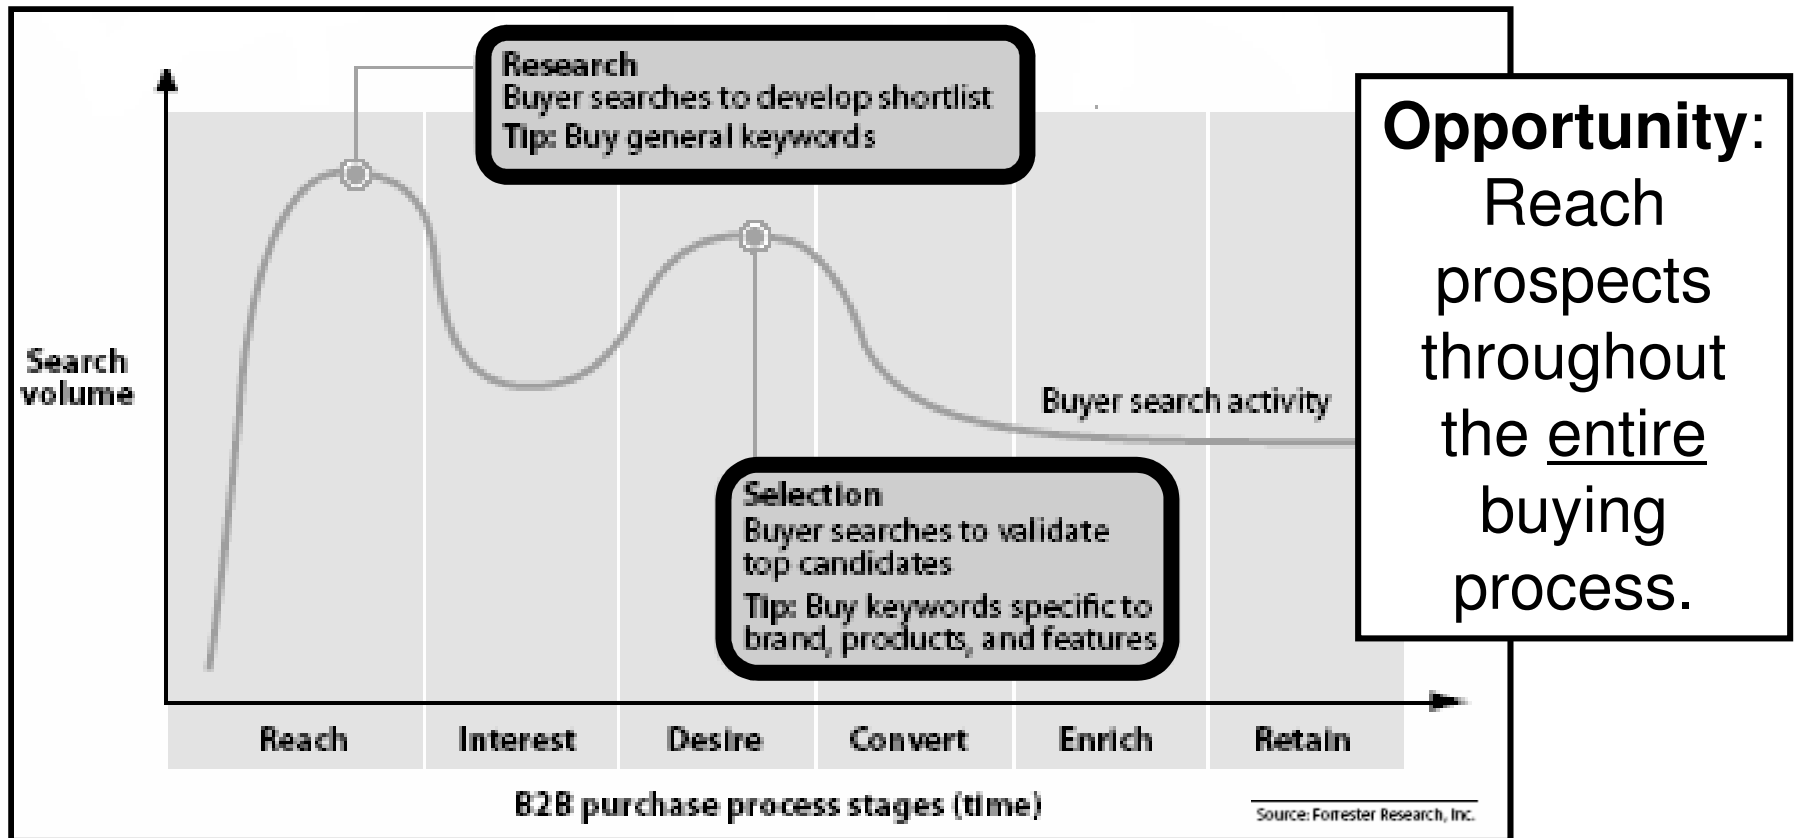 Research
Buyer searches to develop shortlist
Tip: Buy general keywords
Opportunity:
Reach
prospects
throughout
the entire
buying
process.
Search
volume
Buyer search activity
Selection
Buyer searches to validate
top candidates
Tip: Buy keywords specific to
brand, products, and features
Reach
Interest
Desire
Convert
Enrich
Retain
B2B purchase process stages (time)
Source: Forrester Research, Inc.